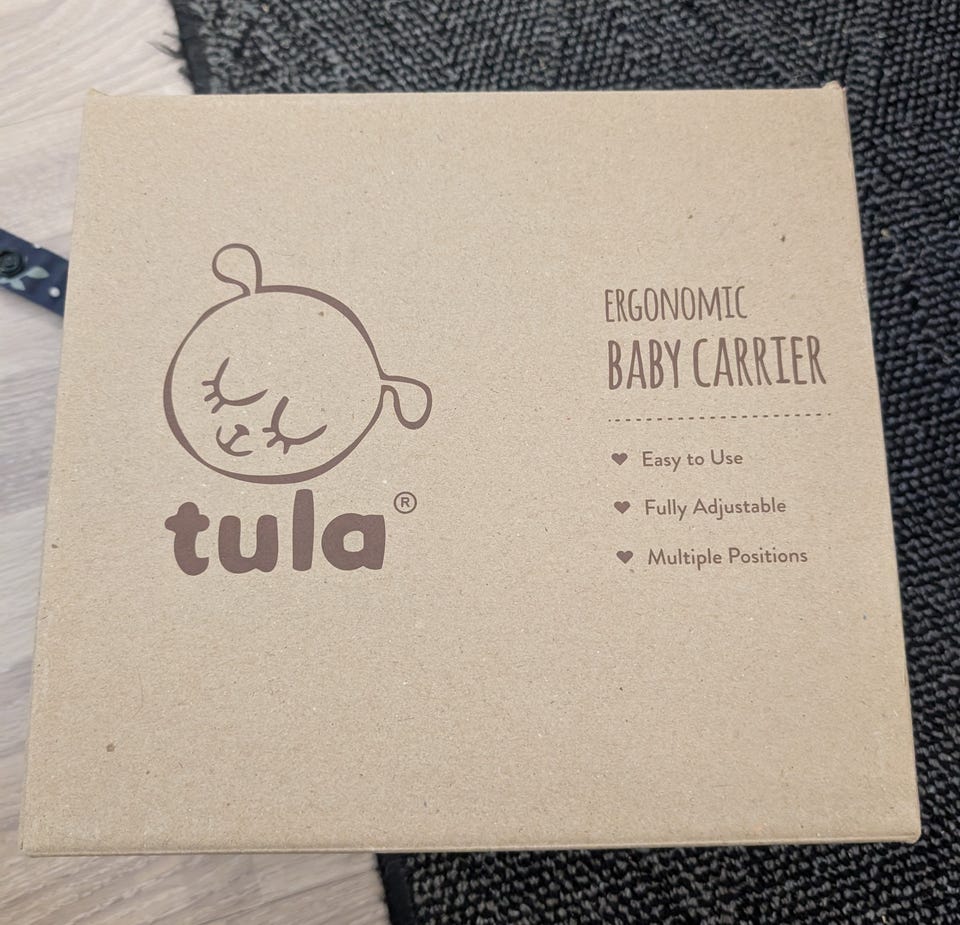 tula®
ERGONOMIC
BABY CARRIER
Easy to Use
Fully Adjustable
Multiple Positions